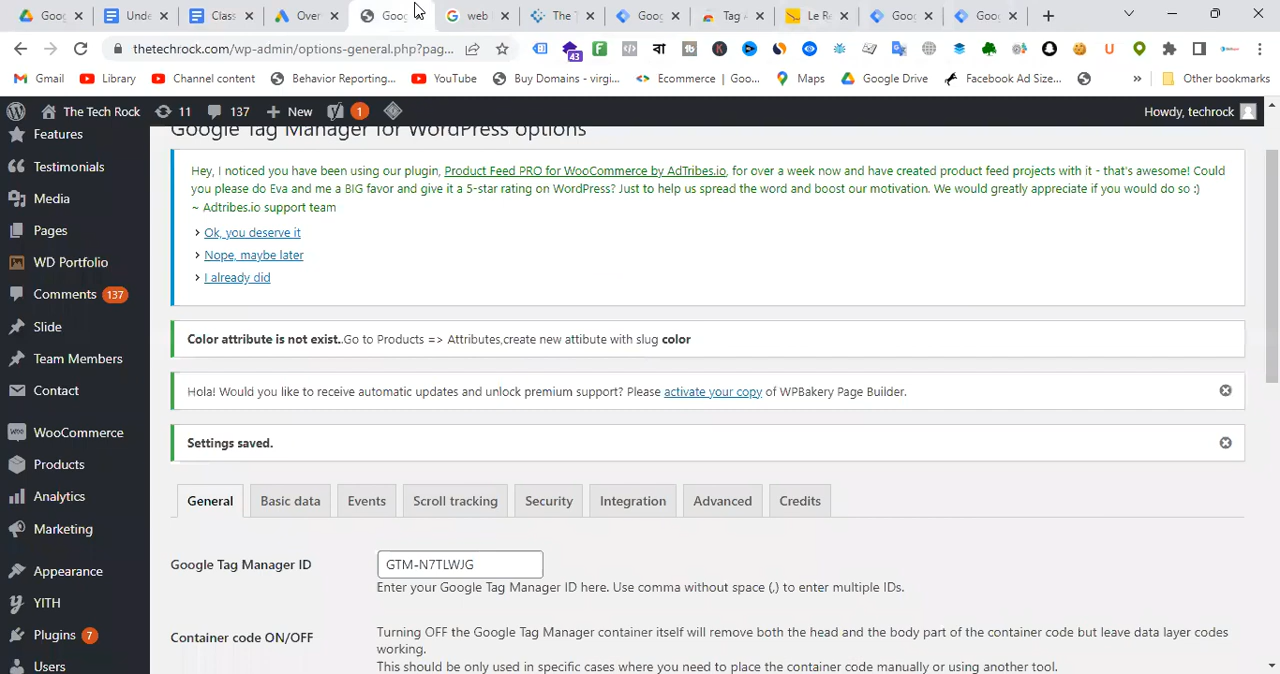 Goog
Unde
Class
Over
Goog
web
The T
Goog
Tag A
Le Re
Goog
Goo
thetechrock.com/wp-admin/options-general.php?pag...
43
Gmail
Library
Channel content
Behavior Reporting...
YouTube
Buy Domains - virgi...
Ecommerce | Goo...
Maps
Google Drive
Facebook Ad Size...
»
Other bookmarks
The Tech Rock
11
137
New
1
Howdy, techrock
Features
Testimonials
Media
Pages
WD Portfolio
Comments 137
Slide
Team Members
Contact
WooCommerce
Products
Analytics
Marketing
Appearance
YITH
Plugins 7
Users
Google Tag Manager for WordPress options
Hey, I noticed you have been using our plugin, Product Feed PRO for WooCommerce by AdTribes.io, for over a week now and have created product feed projects with it - that's awesome! Could
you please do Eva and me a BIG favor and give it a 5-star rating on WordPress? Just to help us spread the word and boost our motivation. We would greatly appreciate if you would do so :)
~ Adtribes.io support team
Ok, you deserve it
Nope, maybe later
I already did
Color attribute is not exist..Go to Products => Attributes,create new attibute with slug color
Hola! Would you like to receive automatic updates and unlock premium support? Please activate your copy of WPBakery Page Builder.
Settings saved.
General
Basic data
Events
Scroll tracking
Security
Integration
Advanced
Credits
Google Tag Manager ID
GTM-N7TLWJG
Enter your Google Tag Manager ID here. Use comma without space (,) to enter multiple IDs.
Container code ON/OFF
Turning OFF the Google Tag Manager container itself will remove both the head and the body part of the container code but leave data layer codes
working.
This should be only used in specific cases where you need to place the container code manually or using another tool.